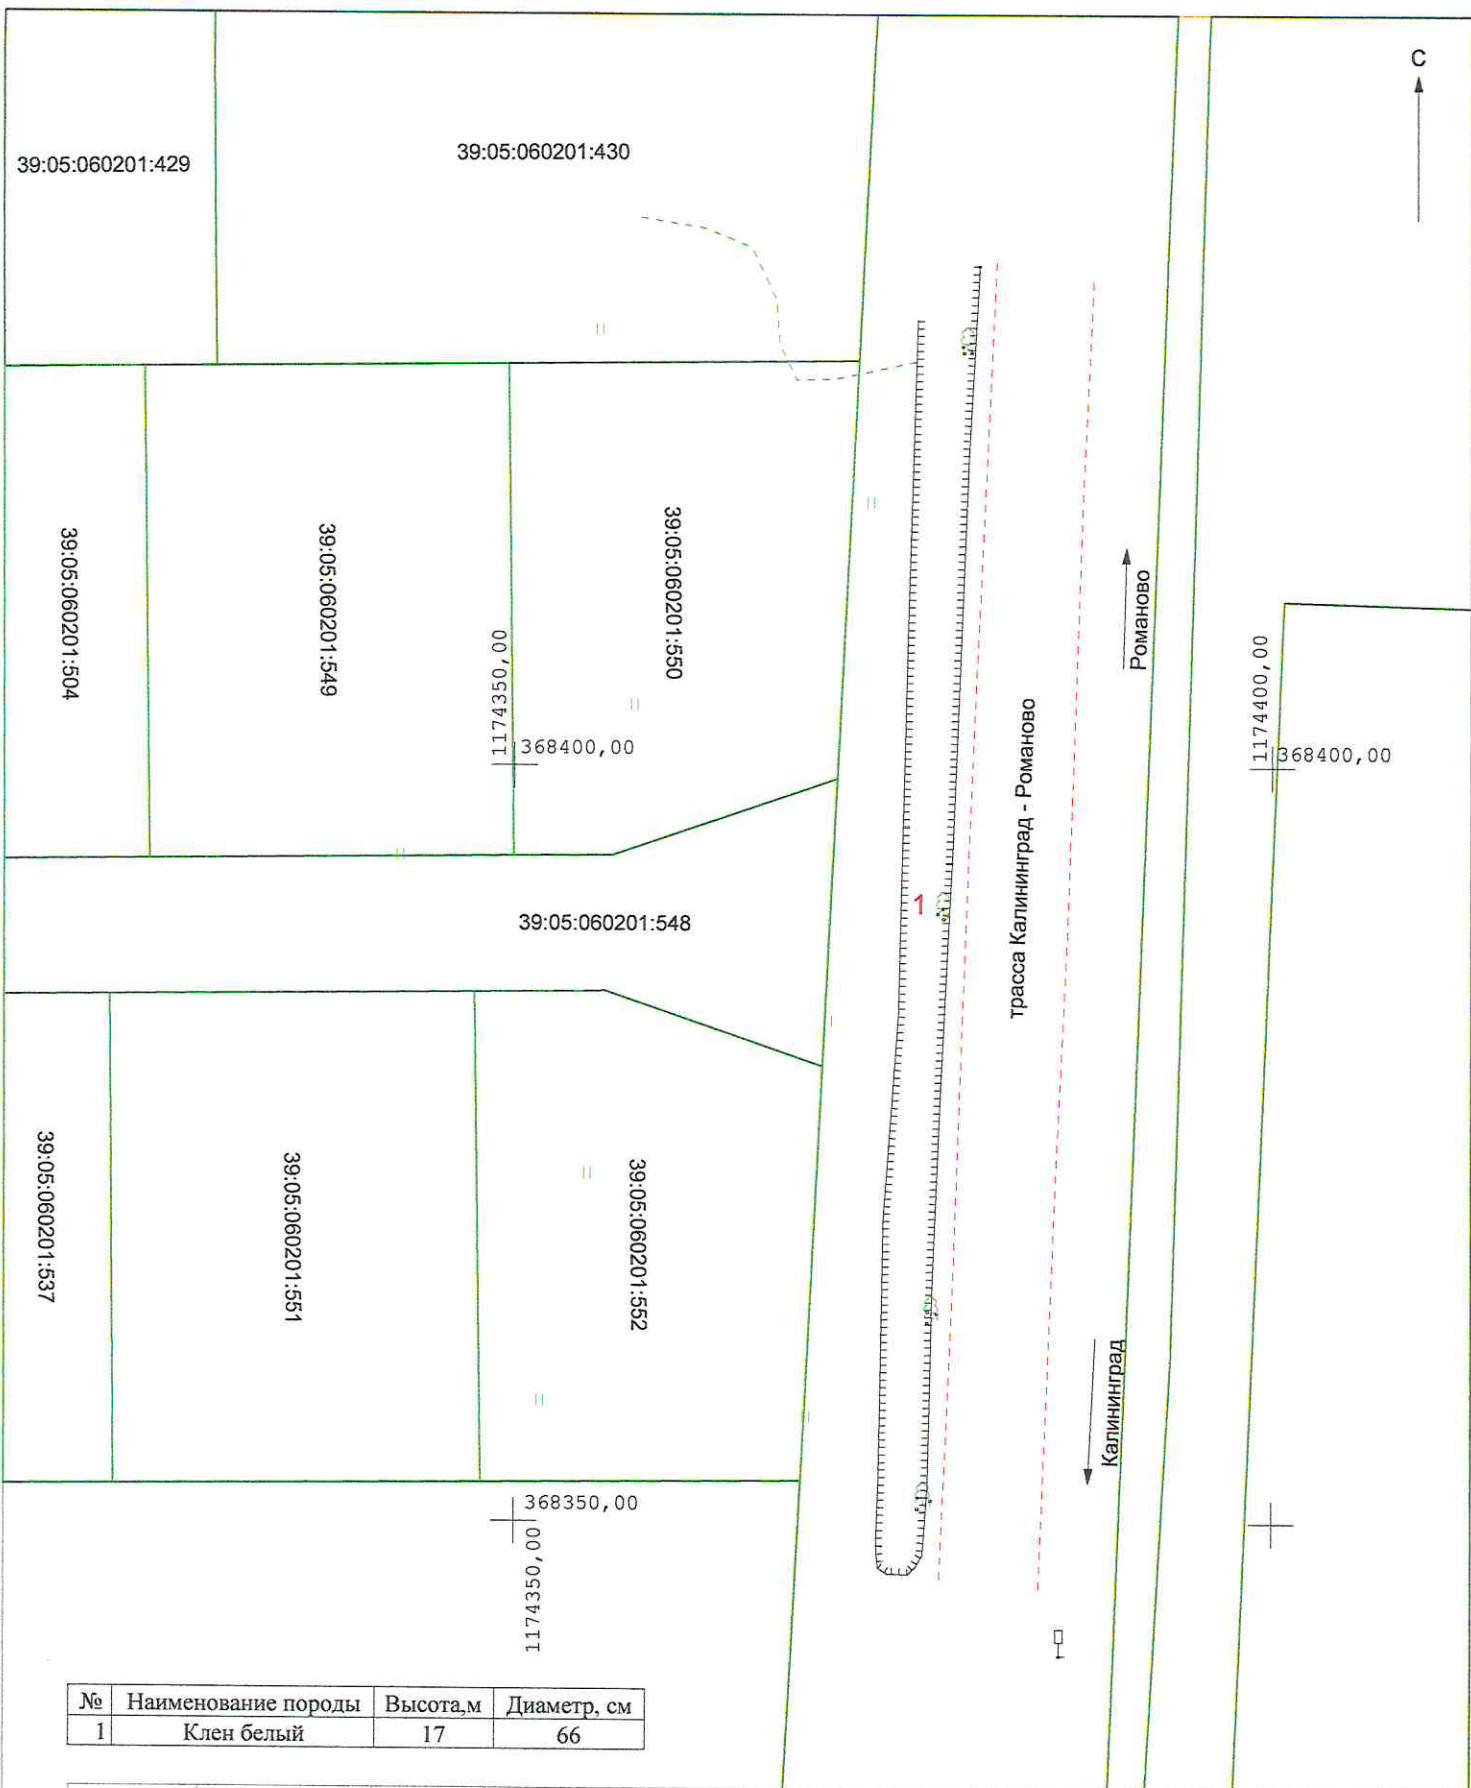 С
39:05:060201:429
39:05:060201:430
39:05:060201:504
39:05:060201:549
39:05:060201:550
1174350,00
368400,00
Романово
1174400,00
368400,00
трасса Калининград - Романово
1
39:05:060201:548
39:05:060201:537
39:05:060201:551
39:05:060201:552
Калининград
368350,00
1174350,00
№ Наименование породы Высота,м Диаметр, см
1 Клен белый 17 66